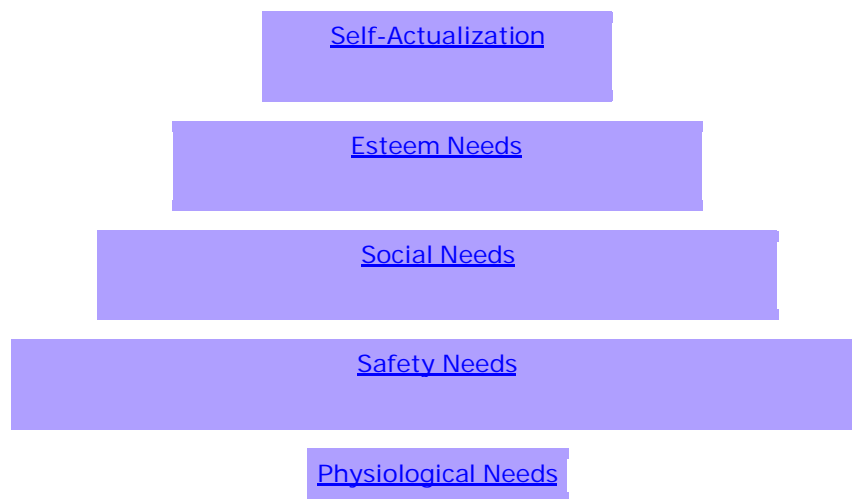 Self-Actualization
Esteem Needs
Social Needs
Safety Needs
Physiological Needs